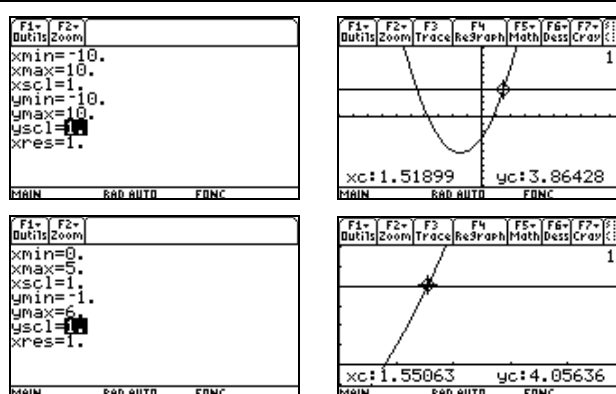 F1▾ F2▾
Outils Zoom
xmin=-10.
xmax=10.
xscl=1.
ymin=-10.
ymax=10.
yscl=1.
xres=1.
MAIN RAD AUTO FONC
F1▾ F2▾ F3 F4 F5▾ F6▾ F7▾
Outils Zoom Trace ReGraph Math Dess Cray
1
xc:1.51899 yc:3.86428
MAIN RAD AUTO FONC
F1▾ F2▾
Outils Zoom
xmin=0.
xmax=5.
xscl=1.
ymin=-1.
ymax=6.
yscl=1.
xres=1.
MAIN RAD AUTO FONC
F1▾ F2▾ F3 F4 F5▾ F6▾ F7▾
Outils Zoom Trace ReGraph Math Dess Cray
1
xc:1.55063 yc:4.05636
MAIN RAD AUTO FONC